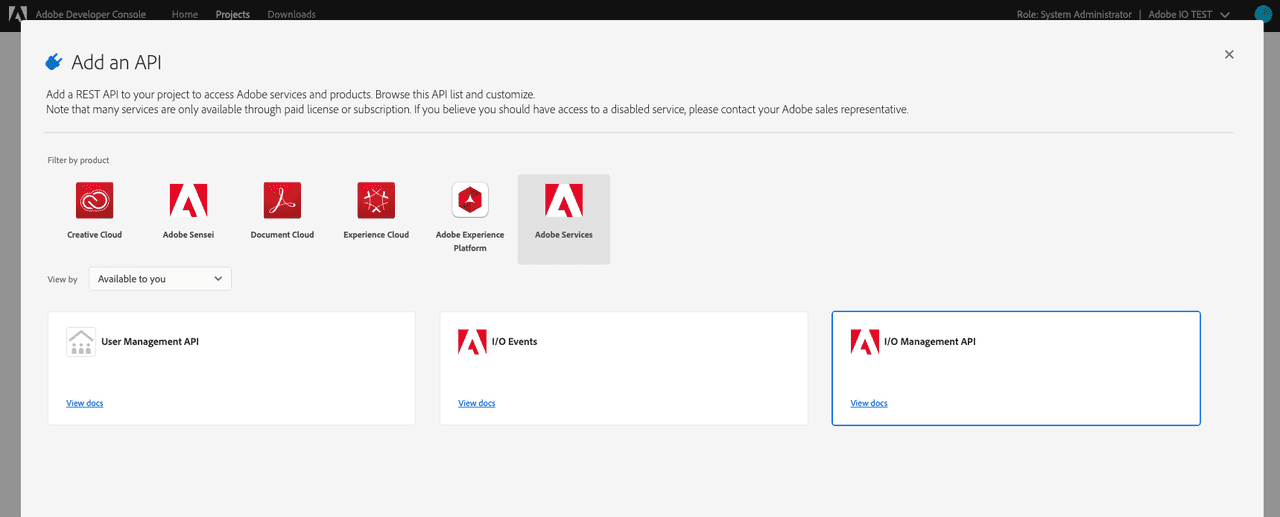 Adobe Developer Console Home Projects Downloads Role: System Administrator | Adobe IO TEST
Add an API
Add a REST API to your project to access Adobe services and products. Browse this API list and customize.
Note that many services are only available through paid license or subscription. If you believe you should have access to a disabled service, please contact your Adobe sales representative.
Filter by product
Creative Cloud Adobe Sensei Document Cloud Experience Cloud Adobe Experience Adobe Services
Platform
View by Available to you
User Management API I/O Events I/O Management API
View docs View docs View docs